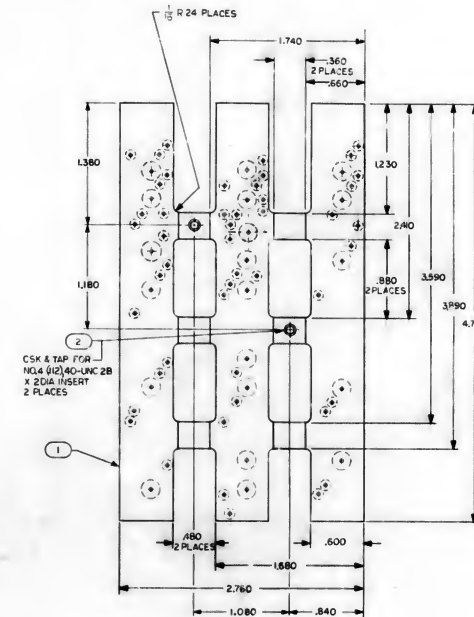 1/16 R 24 PLACES
1.740
.360
2 PLACES
.660
1.380
1.230
2.410
1.180
.880
2 PLACES
3.590
3.890
2
CSK & TAP FOR
NO.4 (.112) 40-UNC 2B
X 2 DIA INSERT
2 PLACES
1
.480
2 PLACES
.600
1.680
2.760
1.080
.840